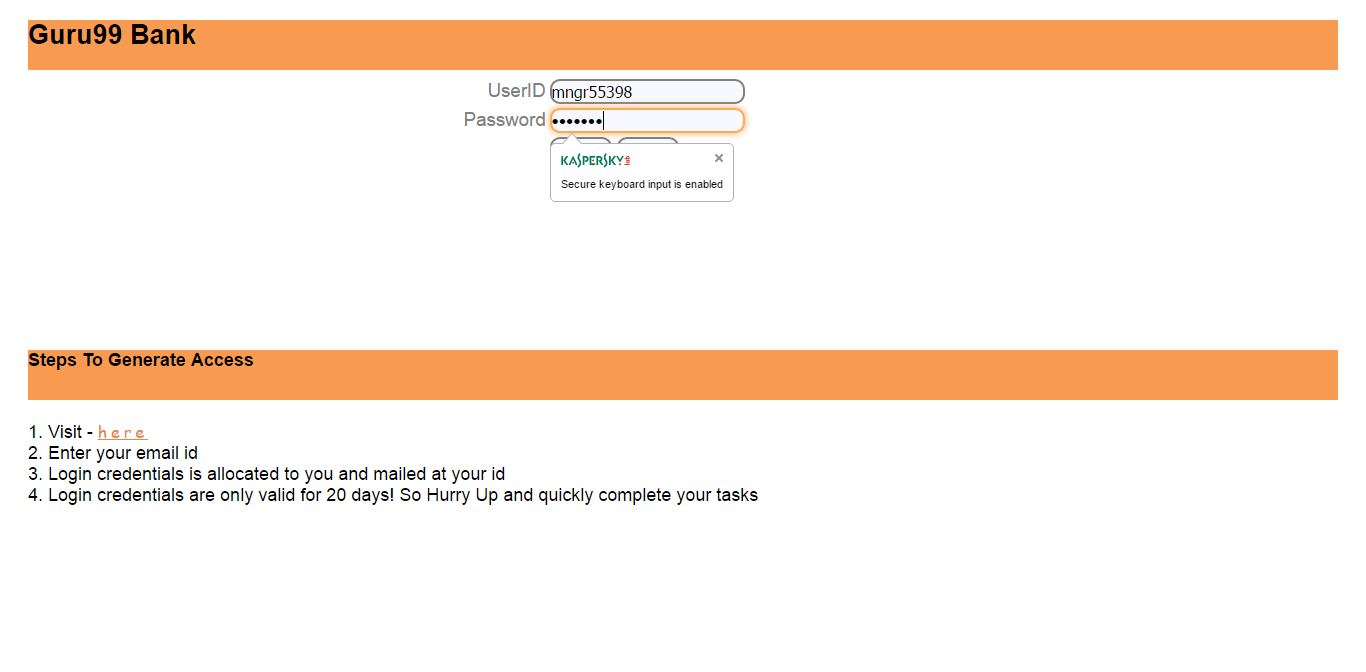 Guru99 Bank
UserID mngr55398
Password •••••••
KASPERSKY
Secure keyboard input is enabled
Steps To Generate Access
1. Visit - here
2. Enter your email id
3. Login credentials is allocated to you and mailed at your id
4. Login credentials are only valid for 20 days! So Hurry Up and quickly complete your tasks